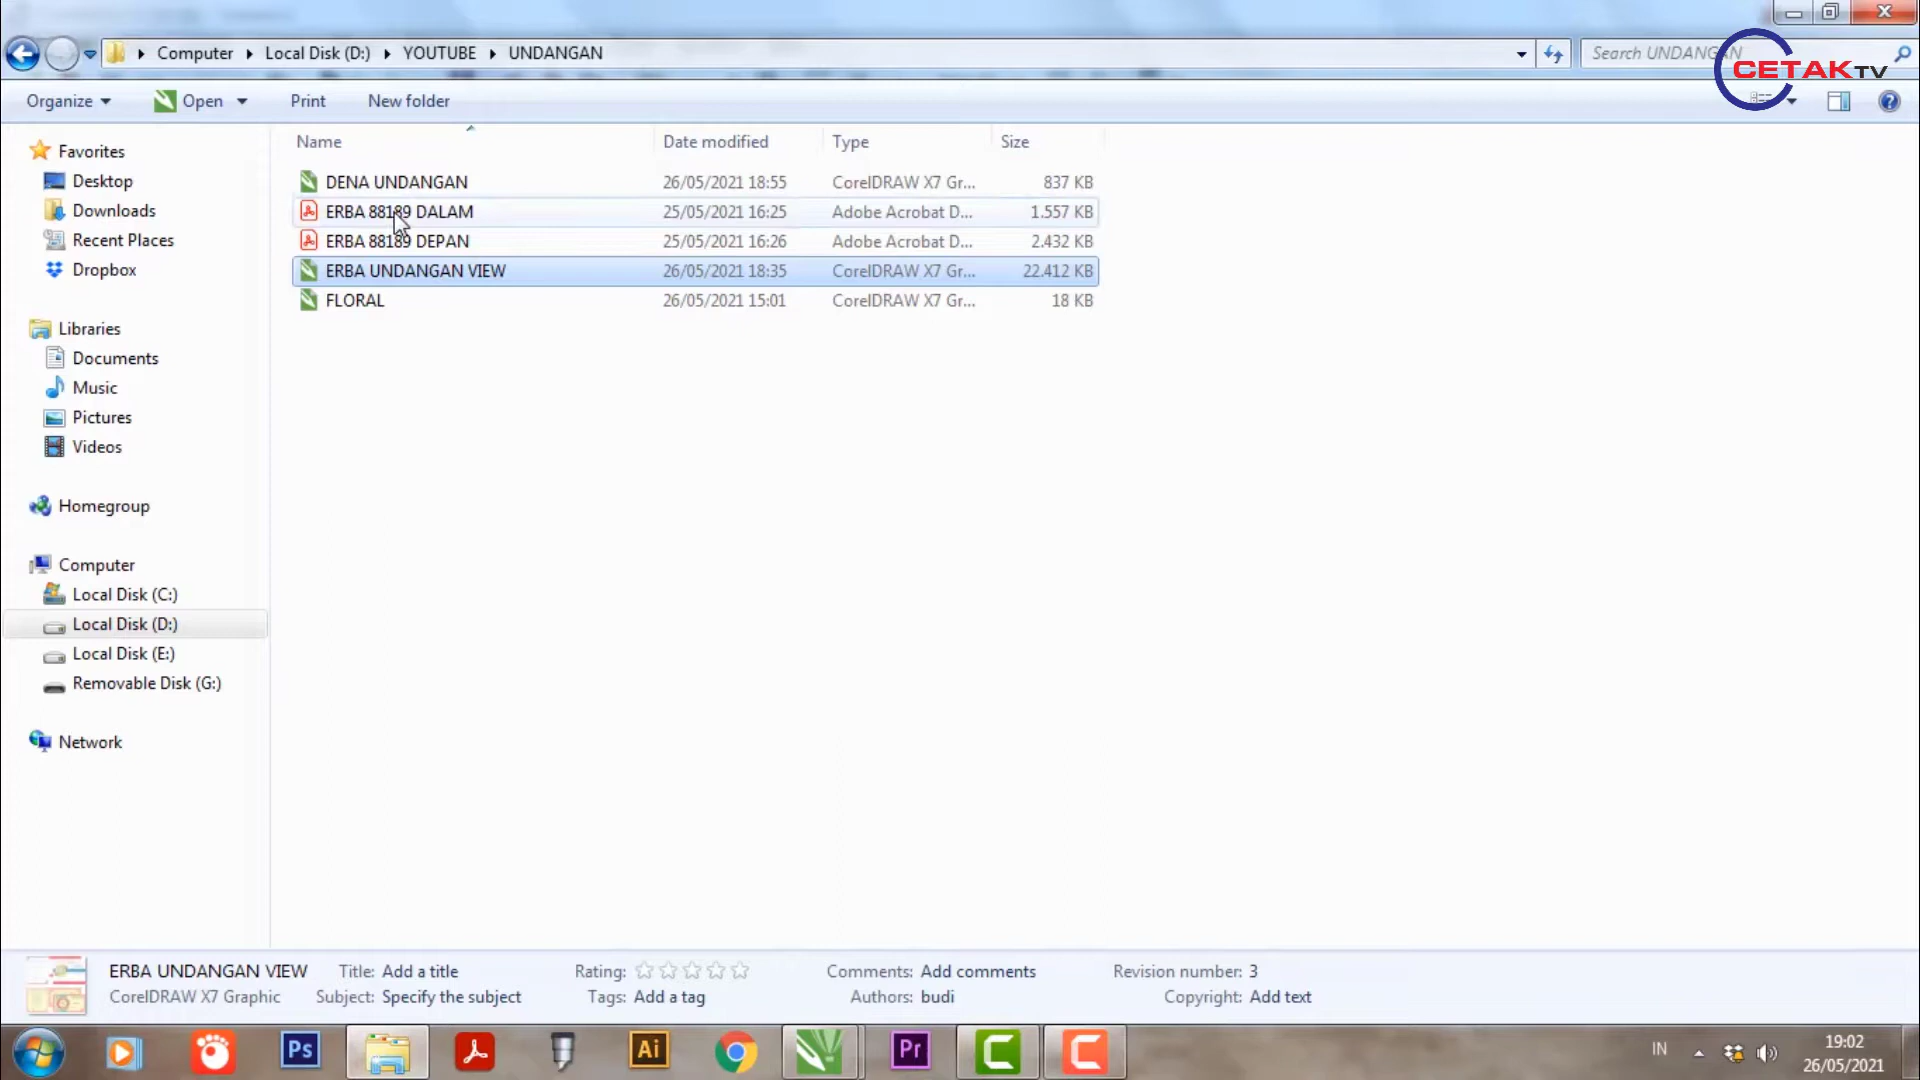 Computer Local Disk (D:) YOUTUBE UNDANGAN
Search UNDANGAN
CETAK TV
Organize Open Print New folder
Name Date modified Type Size
DENA UNDANGAN 26/05/2021 18:55 CorelDRAW X7 Gr... 837 KB
ERBA 88189 DALAM 25/05/2021 16:25 Adobe Acrobat D... 1.557 KB
ERBA 88189 DEPAN 25/05/2021 16:26 Adobe Acrobat D... 2.432 KB
ERBA UNDANGAN VIEW 26/05/2021 18:35 CorelDRAW X7 Gr... 22.412 KB
FLORAL 26/05/2021 15:01 CorelDRAW X7 Gr... 18 KB
Favorites
Desktop
Downloads
Recent Places
Dropbox
Libraries
Documents
Music
Pictures
Videos
Homegroup
Computer
Local Disk (C:)
Local Disk (D:)
Local Disk (E:)
Removable Disk (G:)
Network
ERBA UNDANGAN VIEW Title: Add a title Rating: Comments: Add comments Revision number: 3
CorelDRAW X7 Graphic Subject: Specify the subject Tags: Add a tag Authors: budi Copyright: Add text
Ps Ai Pr IN 19:02
26/05/2021